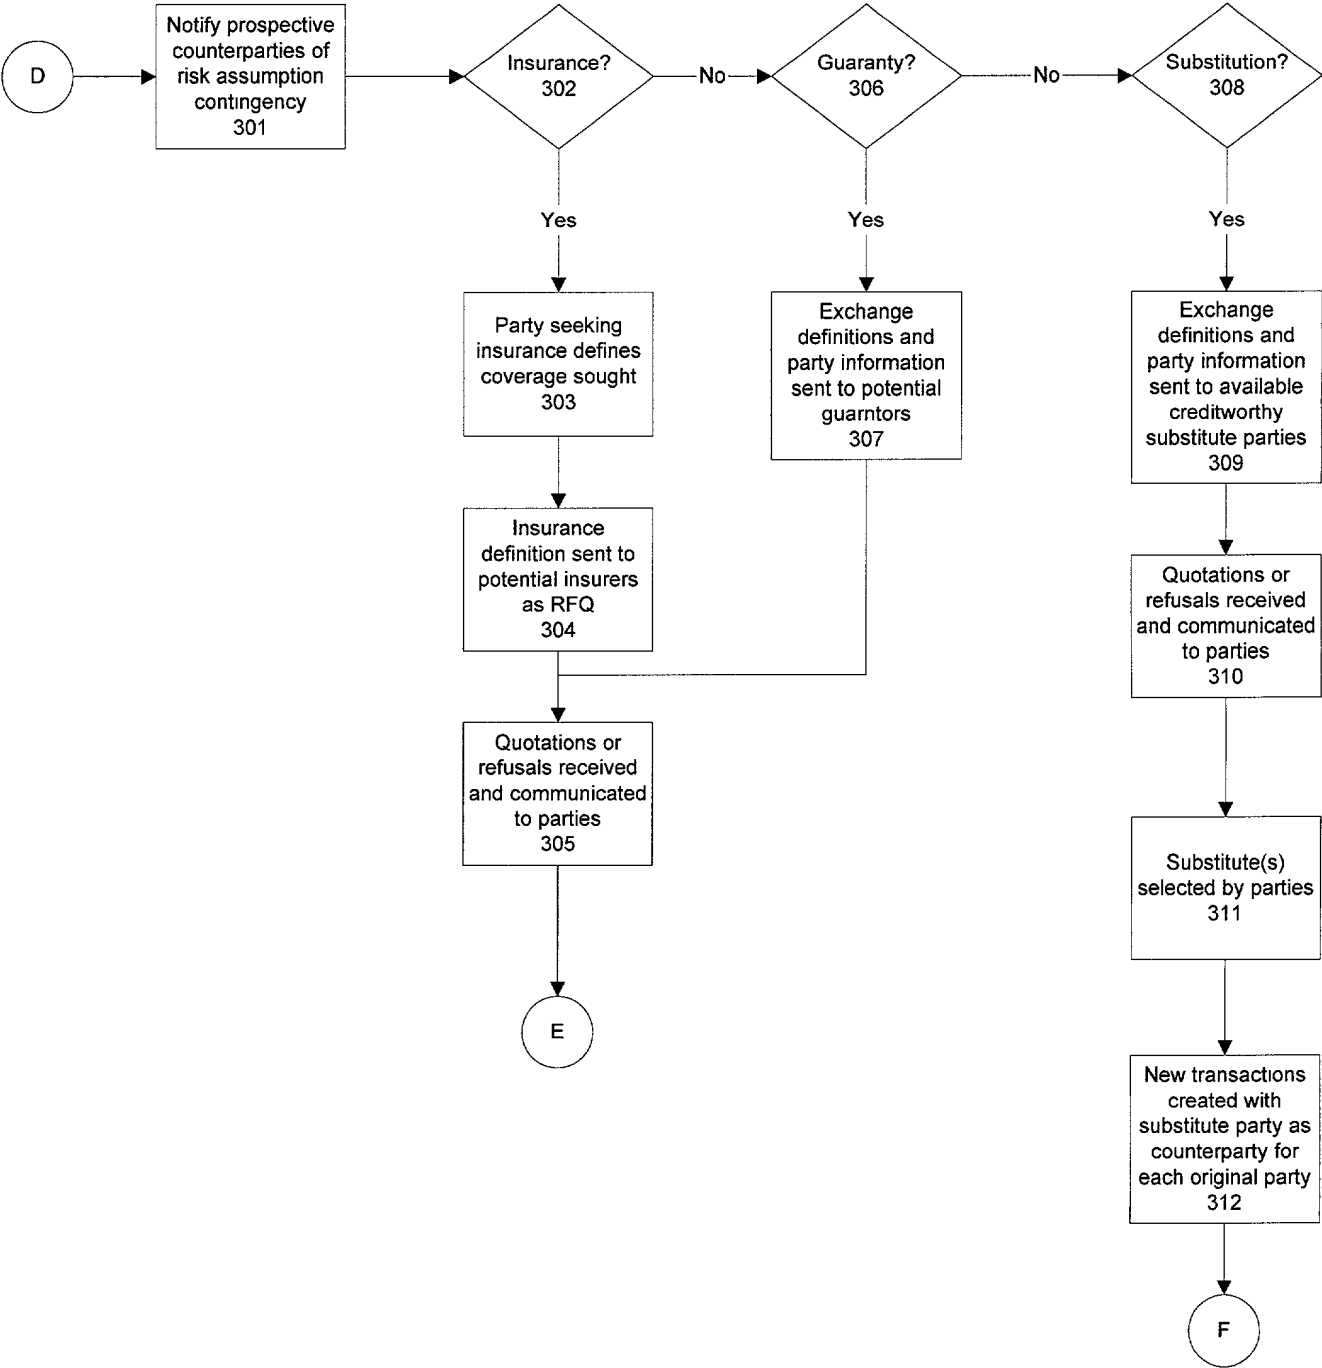 D
Notify prospective
counterparties of
risk assumption
contingency
301
Insurance?
302
No
Guaranty?
306
No
Substitution?
308
Yes
Yes
Yes
Party seeking
insurance defines
coverage sought
303
Exchange
definitions and
party information
sent to potential
guarntors
307
Exchange
definitions and
party information
sent to available
creditworthy
substitute parties
309
Insurance
definition sent to
potential insurers
as RFQ
304
Quotations or
refusals received
and communicated
to parties
310
Quotations or
refusals received
and communicated
to parties
305
Substitute(s)
selected by parties
311
E
New transactions
created with
substitute party as
counterparty for
each original party
312
F